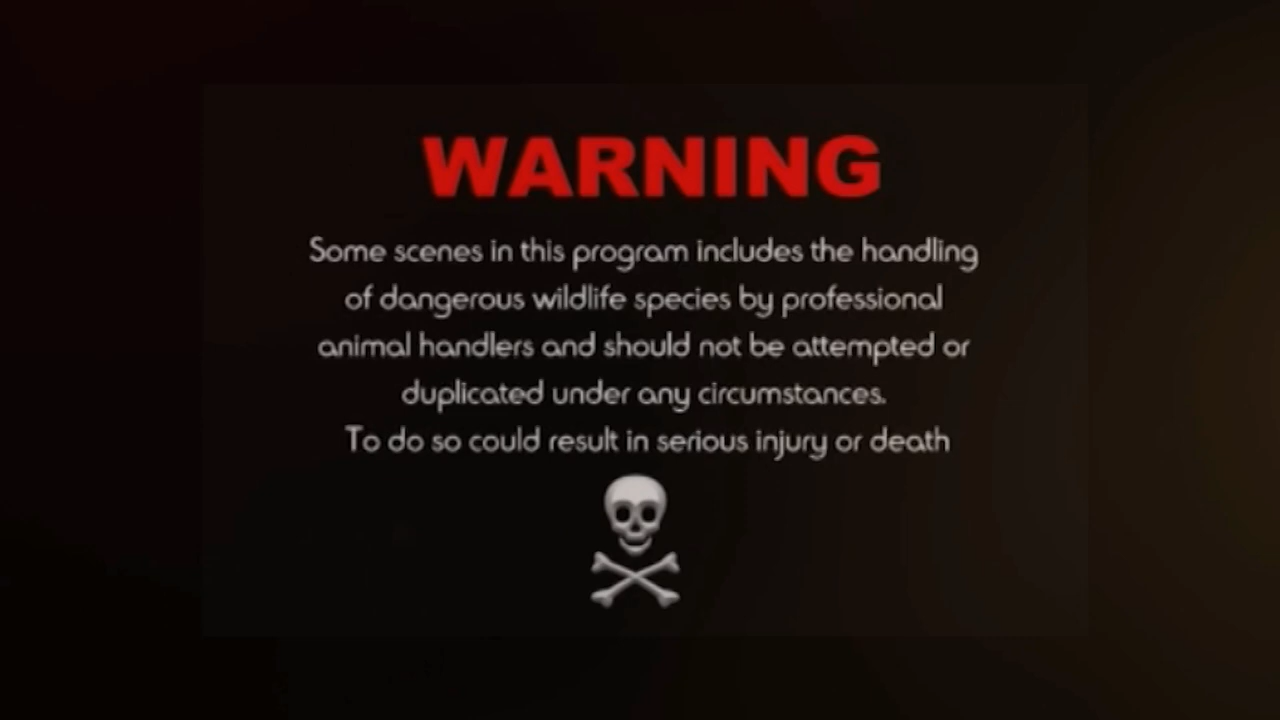 WARNING
Some scenes in this program includes the handling
of dangerous wildlife species by professional
animal handlers and should not be attempted or
duplicated under any circumstances.
To do so could result in serious injury or death